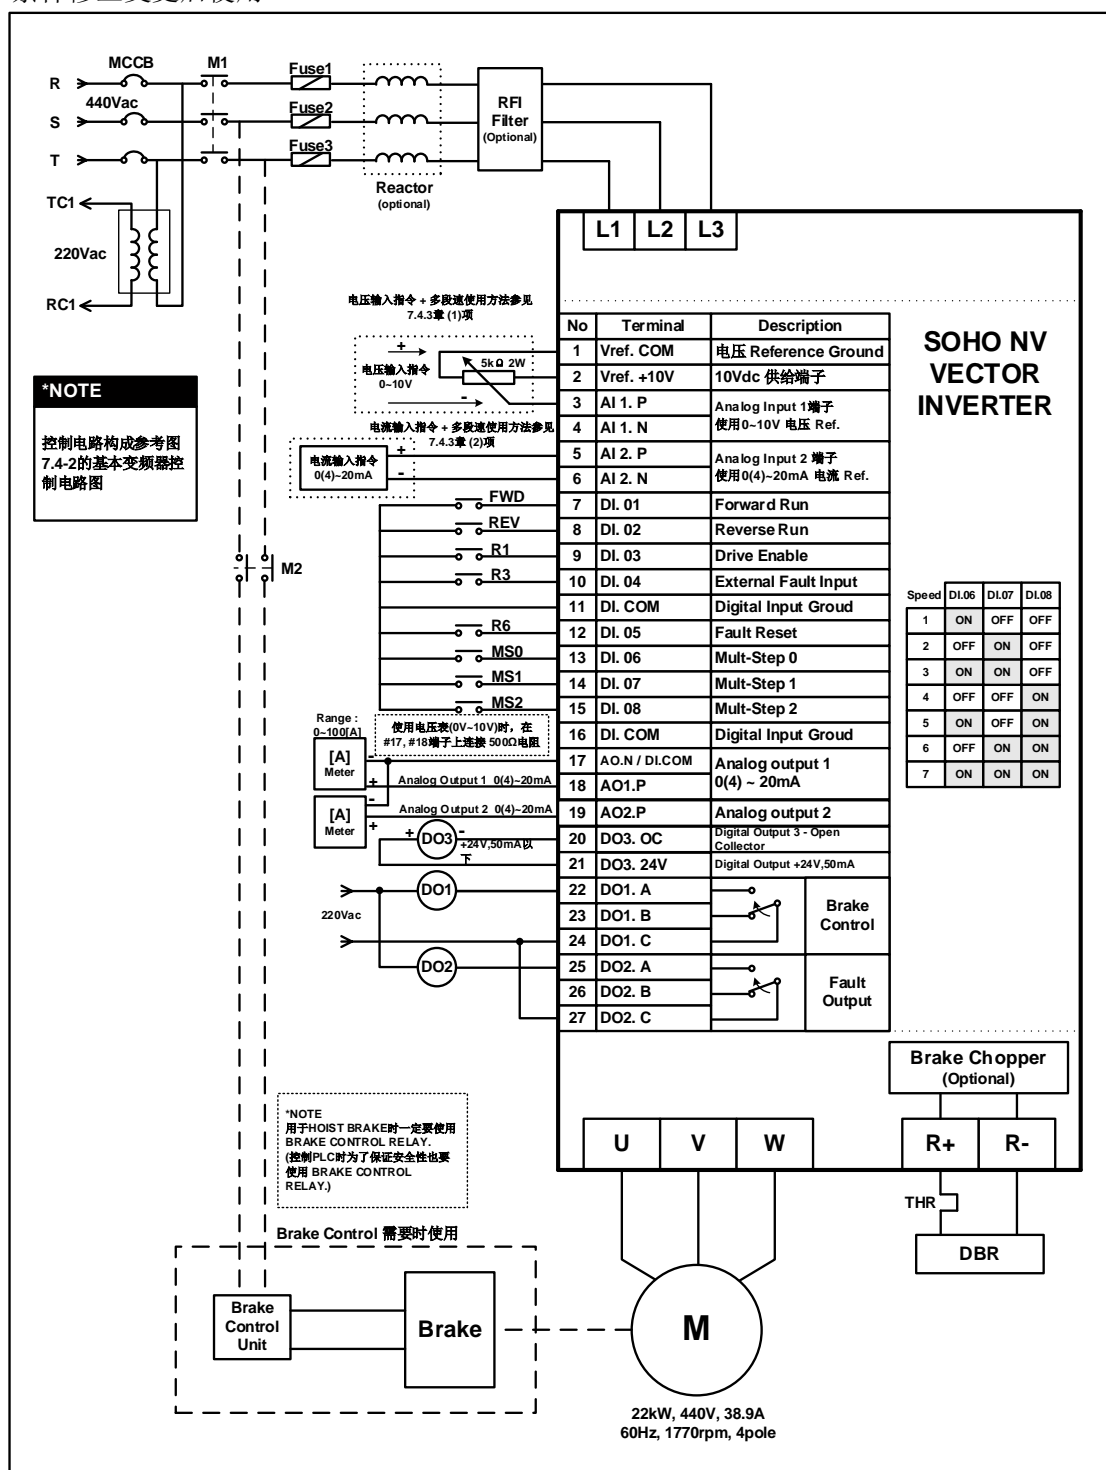 MCCB
M1
R
440Vac
S
T
Fuse1
Fuse2
Fuse3
Reactor
(optional)
RFI
Filter
(Optional)
TC1
220Vac
RC1
L1 L2 L3
*NOTE
控制电路构成参考图
7.4-2的基本变频器控
制电路图
电压输入指令 + 多段速使用方法参见
7.4.3章 (1)项
+
电压输入指令
0~10V
-
5kΩ 2W
电流输入指令 + 多段速使用方法参见
7.4.3章 (2)项
电流输入指令
0(4)~20mA
+
-
FWD
REV
R1
R3
R6
MS0
MS1
MS2
M2
No Terminal Description
1 Vref. COM 电压 Reference Ground
2 Vref. +10V 10Vdc 供给端子
3 AI 1. P Analog Input 1端子
4 AI 1. N 使用0~10V 电压 Ref.
5 AI 2. P Analog Input 2 端子
6 AI 2. N 使用0(4)~20mA 电流 Ref.
7 DI. 01 Forward Run
8 DI. 02 Reverse Run
9 DI. 03 Drive Enable
10 DI. 04 External Fault Input
11 DI. COM Digital Input Groud
12 DI. 05 Fault Reset
13 DI. 06 Mult-Step 0
14 DI. 07 Mult-Step 1
15 DI. 08 Mult-Step 2
16 DI. COM Digital Input Groud
17 AO.N / DI.COM Analog output 1
18 AO1.P 0(4) ~ 20mA
19 AO2.P Analog output 2
20 DO3. OC Digital Output 3 - Open Collector
21 DO3. 24V Digital Output +24V,50mA
22 DO1. A
23 DO1. B
24 DO1. C
Brake
Control
25 DO2. A
26 DO2. B
27 DO2. C
Fault
Output
SOHO NV
VECTOR
INVERTER
Speed DI.06 DI.07 DI.08
1 ON OFF OFF
2 OFF ON OFF
3 ON ON OFF
4 OFF OFF ON
5 ON OFF ON
6 OFF ON ON
7 ON ON ON
Range :
0~100[A]
[A]
Meter
-
+
使用电压表(0V~10V)时，在
#17, #18端子上连接 500Ω电阻
Analog Output 1 0(4)~20mA
[A]
Meter
-
+
Analog Output 2 0(4)~20mA
+ DO3 -
+24V,50mA以
下
DO1
220Vac
DO2
*NOTE
用于HOIST BRAKE时一定要使用
BRAKE CONTROL RELAY.
(控制PLC时为了保证安全性也要
使用 BRAKE CONTROL
RELAY.)
Brake Control 需要时使用
Brake
Control
Unit
Brake
U V W
M
22kW, 440V, 38.9A
60Hz, 1770rpm, 4pole
Brake Chopper
(Optional)
R+ R-
THR
DBR